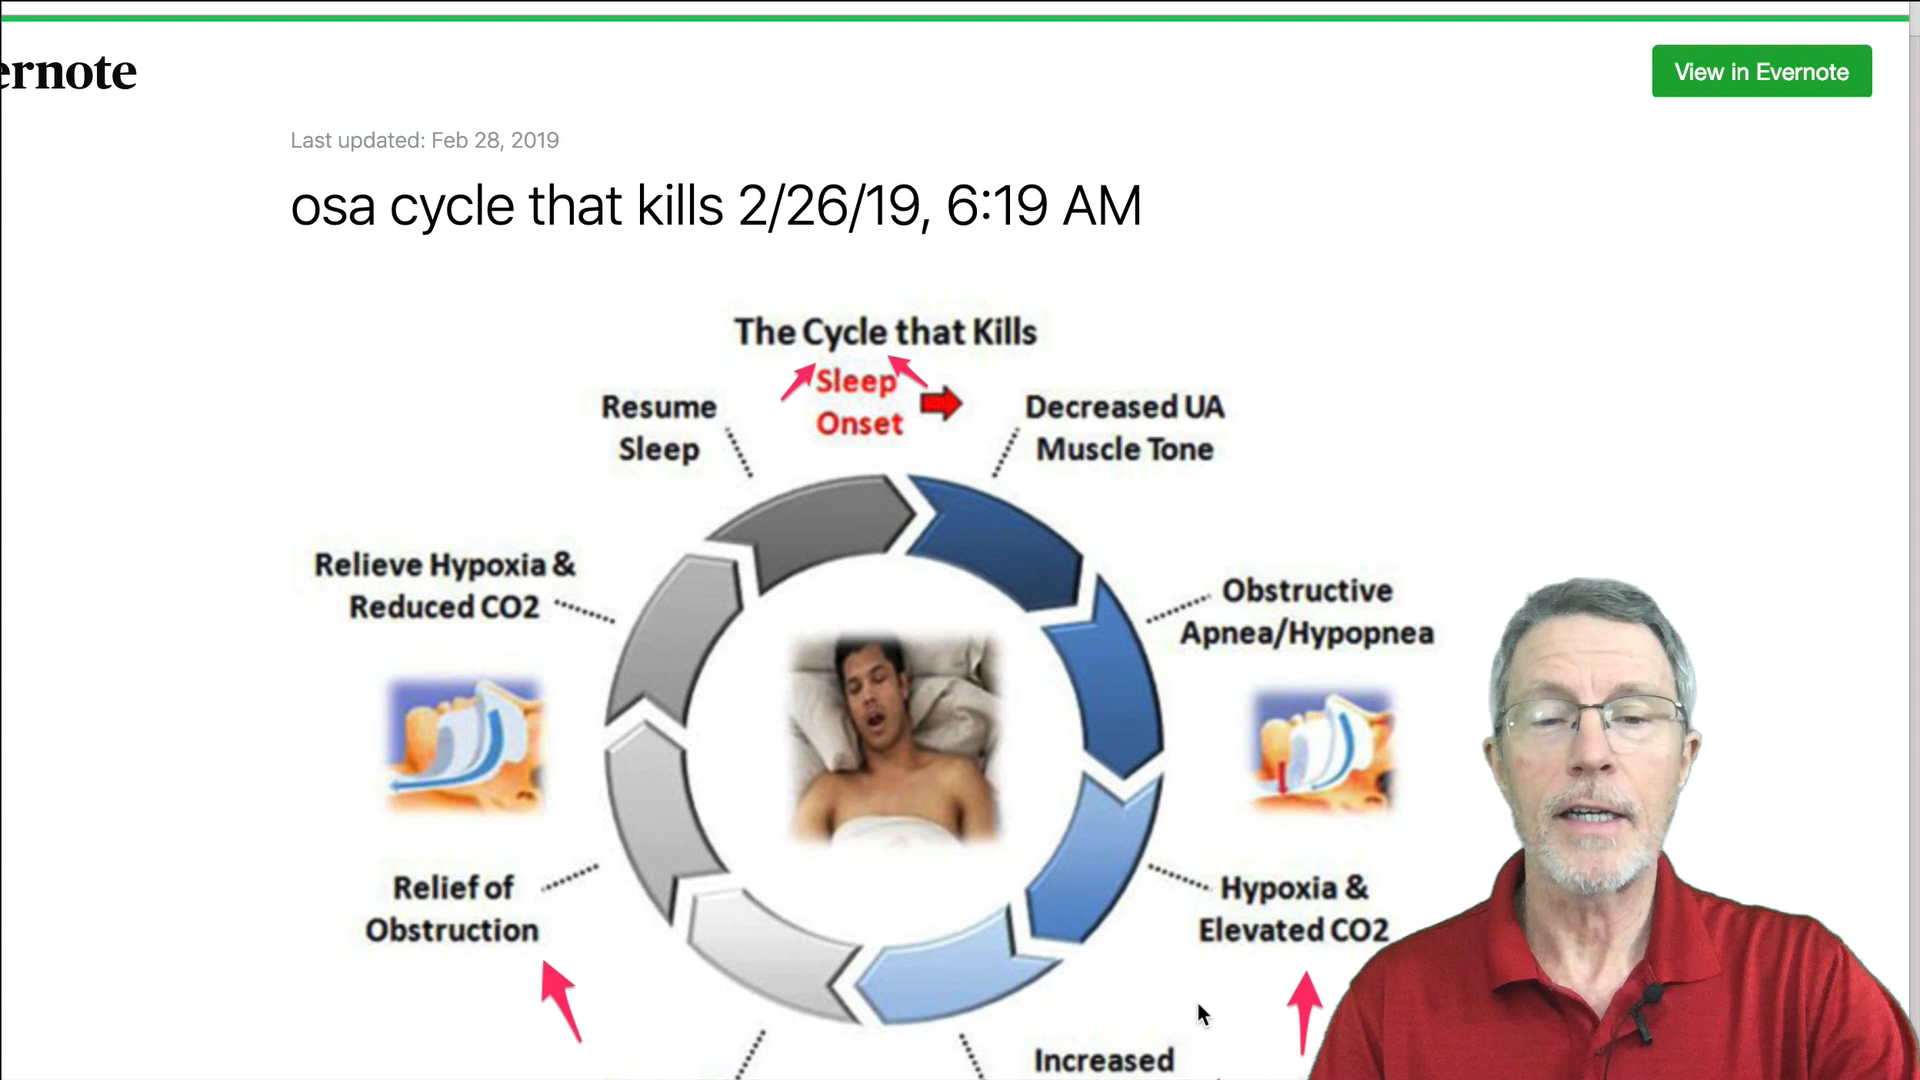 ernote
View in Evernote
Last updated: Feb 28, 2019
osa cycle that kills 2/26/19, 6:19 AM
The Cycle that Kills
Sleep
Onset
Resume
Sleep
Decreased UA
Muscle Tone
Relieve Hypoxia &
Reduced CO2
Obstructive
Apnea/Hypopnea
Relief of
Obstruction
Hypoxia &
Elevated CO2
Increased